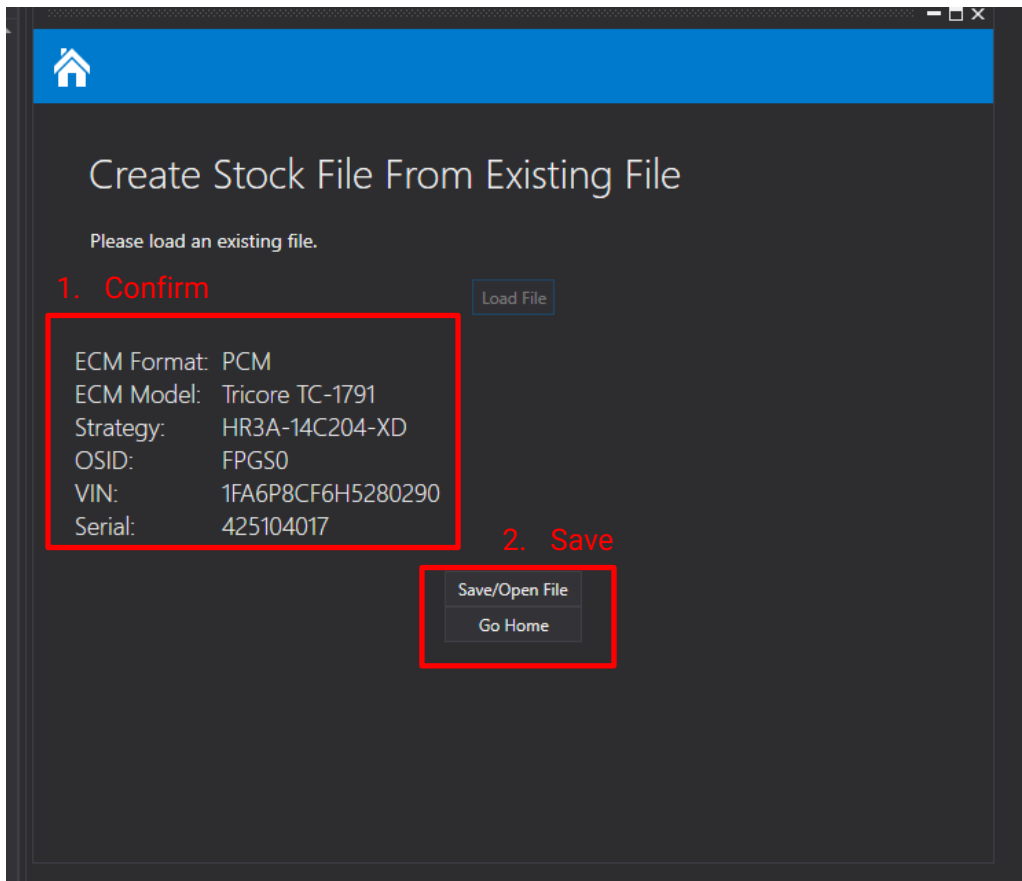 Create Stock File From Existing File
Please load an existing file.
1. Confirm
Load File
ECM Format: PCM
ECM Model: Tricore TC-1791
Strategy: HR3A-14C204-XD
OSID: FPGS0
VIN: 1FA6P8CF6H5280290
Serial: 425104017
2. Save
Save/Open File
Go Home